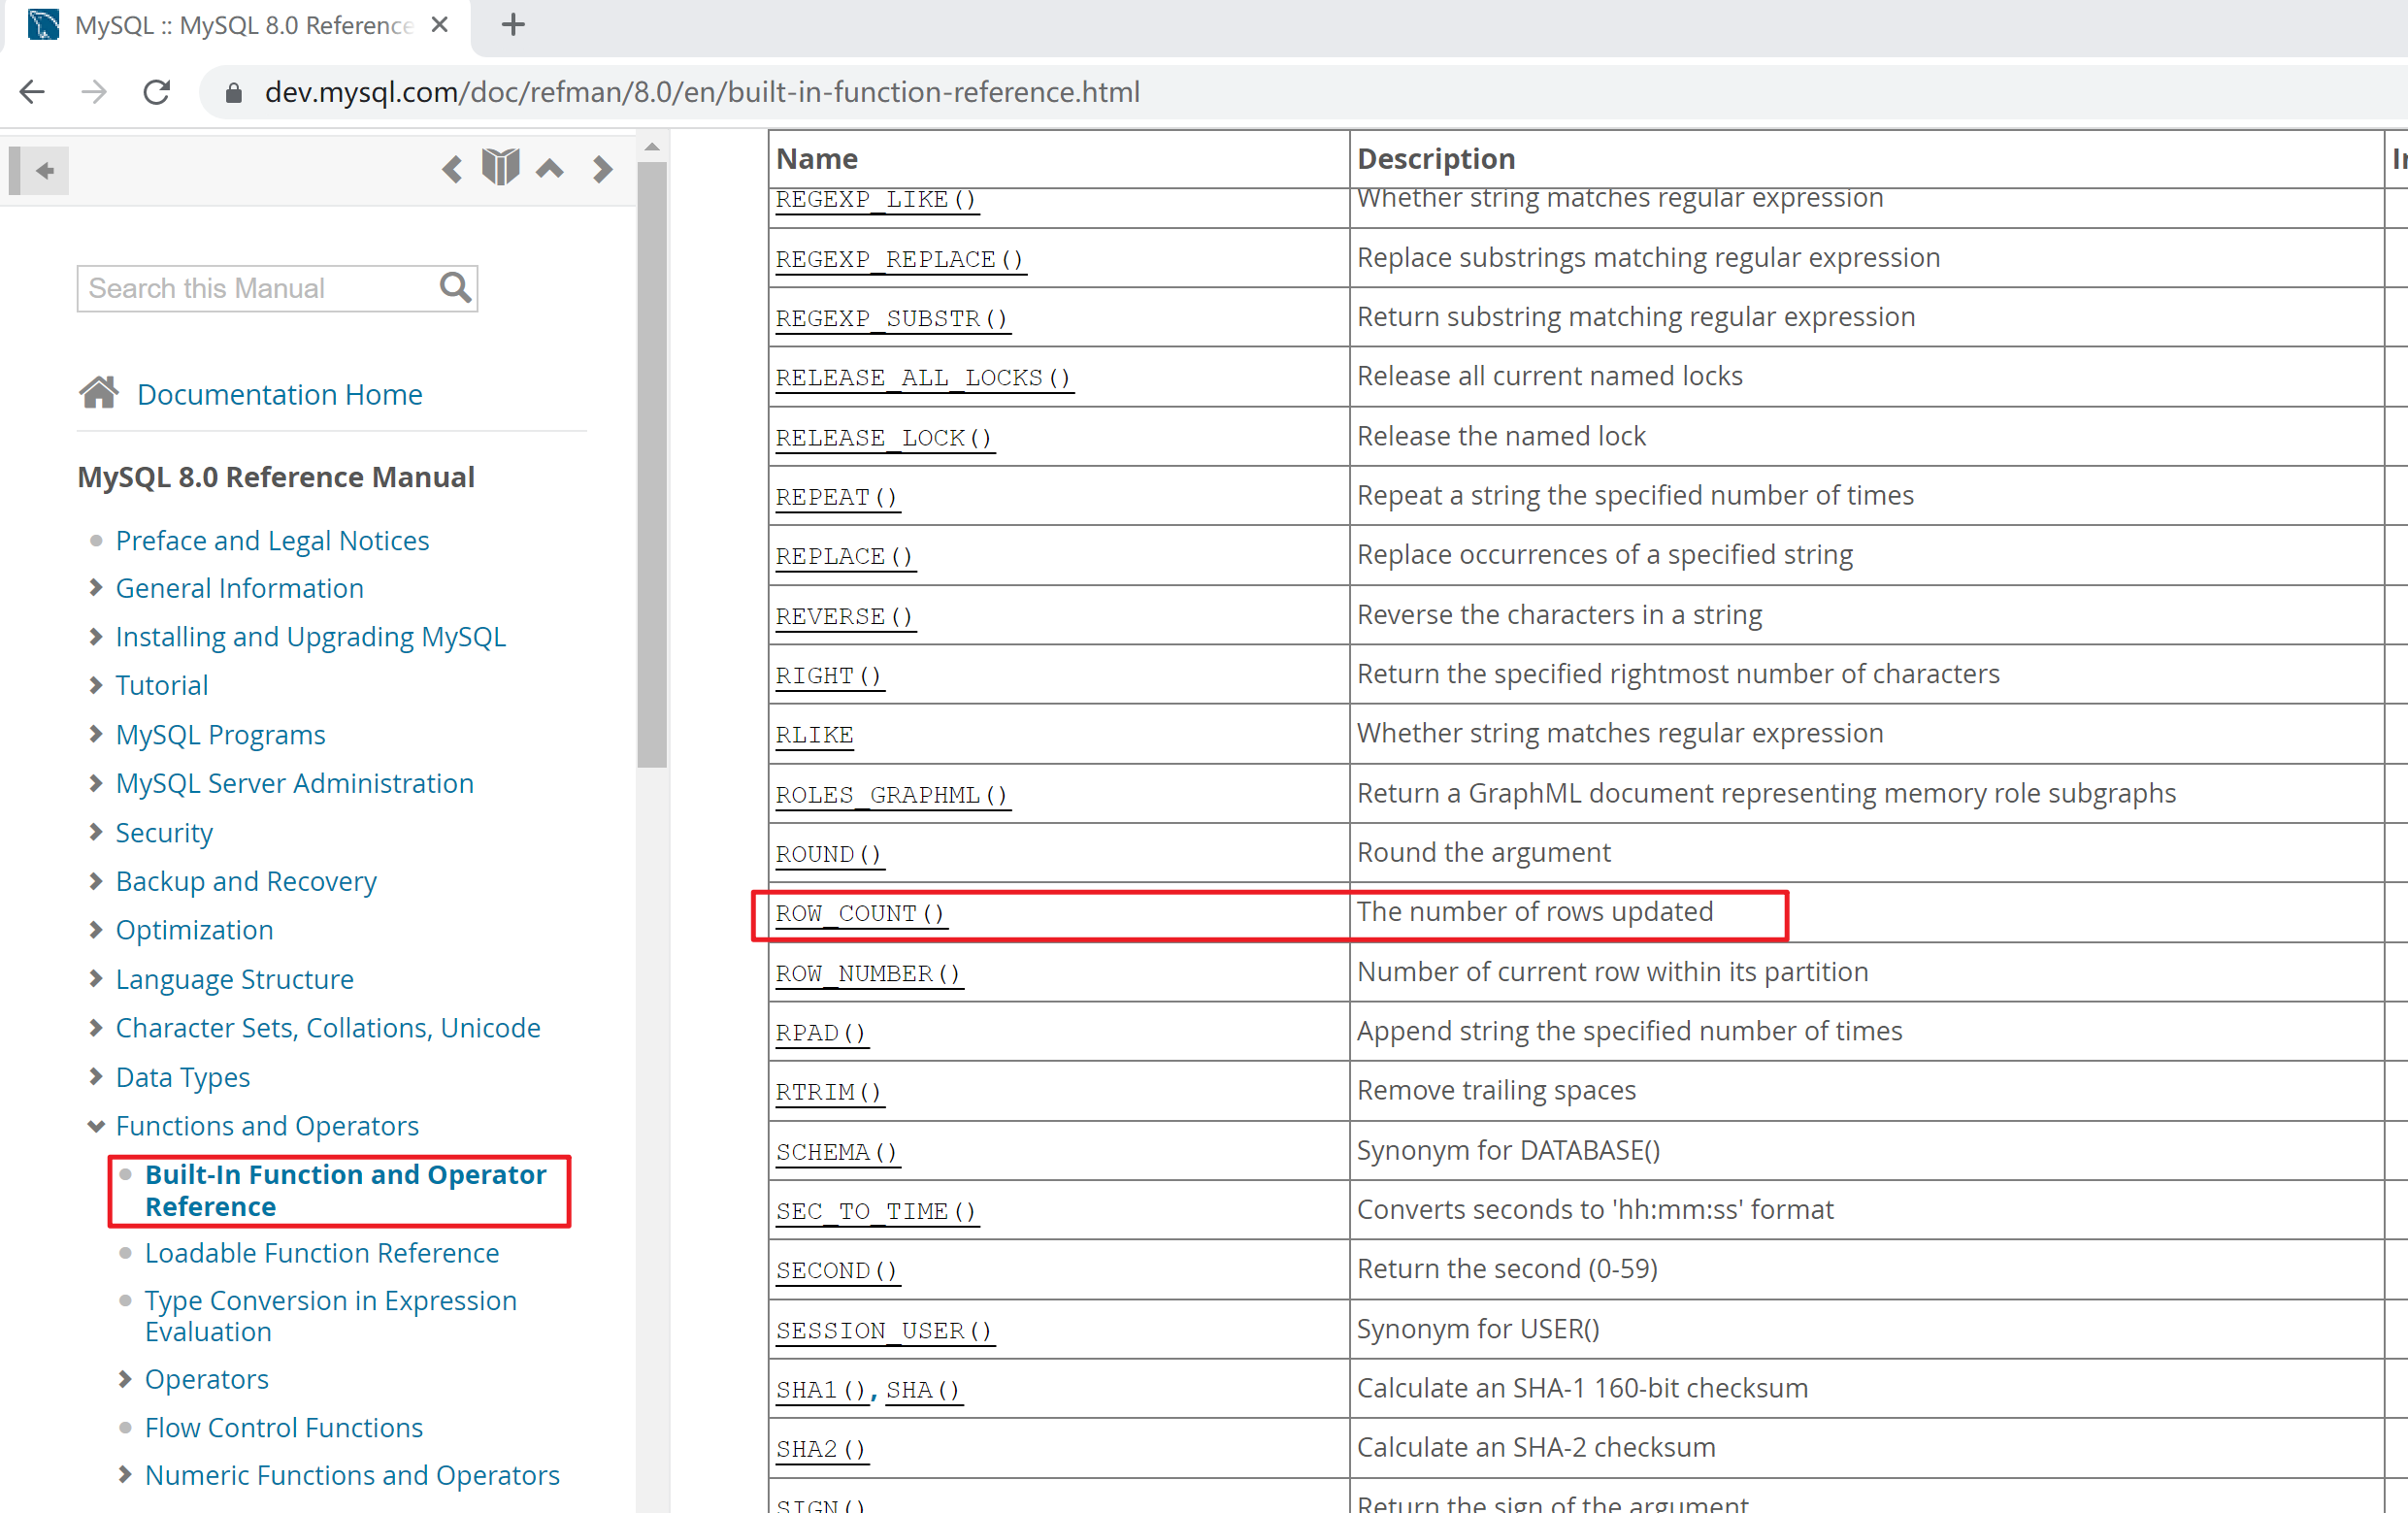 MySQL :: MySQL 8.0 Reference
dev.mysql.com/doc/refman/8.0/en/built-in-function-reference.html
Search this Manual
Documentation Home
MySQL 8.0 Reference Manual
Preface and Legal Notices
General Information
Installing and Upgrading MySQL
Tutorial
MySQL Programs
MySQL Server Administration
Security
Backup and Recovery
Optimization
Language Structure
Character Sets, Collations, Unicode
Data Types
Functions and Operators
Built-In Function and Operator
Reference
Loadable Function Reference
Type Conversion in Expression
Evaluation
Operators
Flow Control Functions
Numeric Functions and Operators
Name Description
REGEXP_LIKE() Whether string matches regular expression
REGEXP_REPLACE() Replace substrings matching regular expression
REGEXP_SUBSTR() Return substring matching regular expression
RELEASE_ALL_LOCKS() Release all current named locks
RELEASE_LOCK() Release the named lock
REPEAT() Repeat a string the specified number of times
REPLACE() Replace occurrences of a specified string
REVERSE() Reverse the characters in a string
RIGHT() Return the specified rightmost number of characters
RLIKE Whether string matches regular expression
ROLES_GRAPHML() Return a GraphML document representing memory role subgraphs
ROUND() Round the argument
ROW_COUNT() The number of rows updated
ROW_NUMBER() Number of current row within its partition
RPAD() Append string the specified number of times
RTRIM() Remove trailing spaces
SCHEMA() Synonym for DATABASE()
SEC_TO_TIME() Converts seconds to 'hh:mm:ss' format
SECOND() Return the second (0-59)
SESSION_USER() Synonym for USER()
SHA1(), SHA() Calculate an SHA-1 160-bit checksum
SHA2() Calculate an SHA-2 checksum
SIGN() Return the sign of the argument